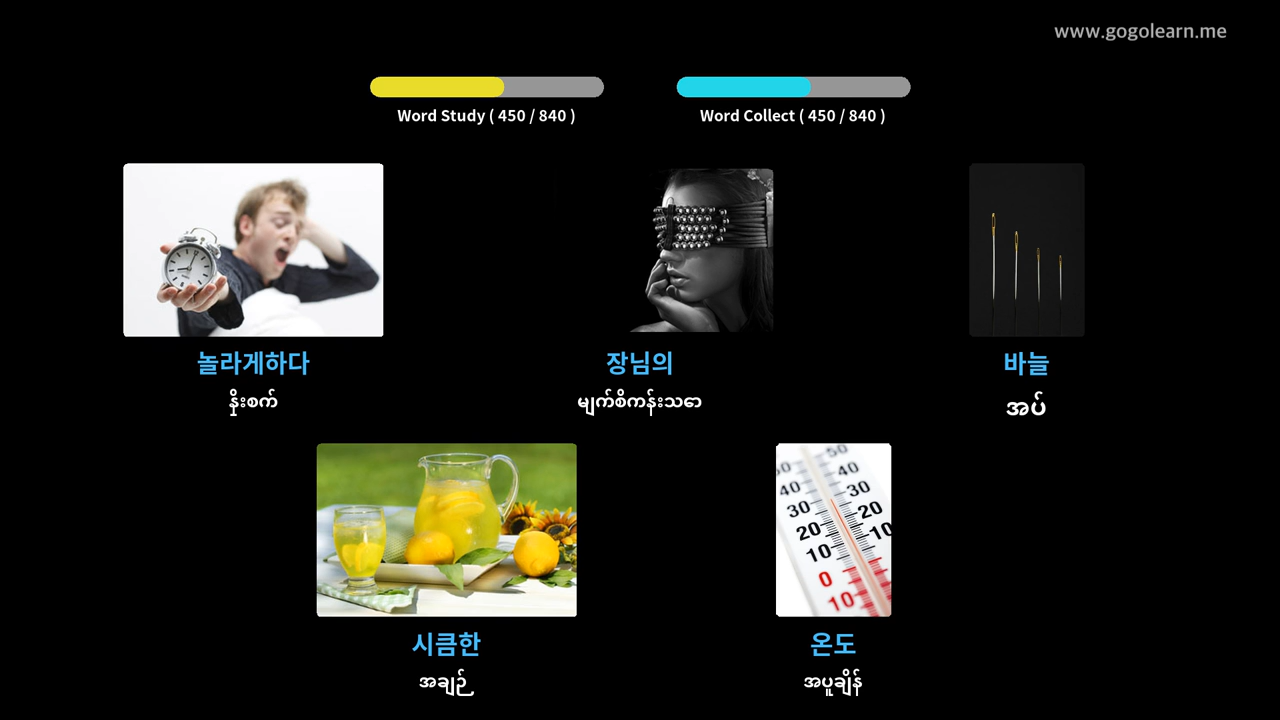 www.gogolearn.me
Word Study ( 450 / 840 )
Word Collect ( 450 / 840 )
놀라게하다
장님의
바늘
နှိုးစက်
မျက်စိကန်းသော
အပ်
시큼한
온도
အချဉ်
အပူချိန်